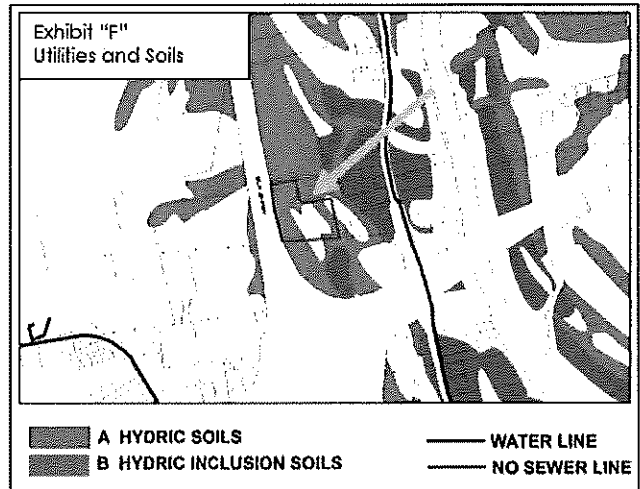 Exhibit "F"
Utilities and Soils
A HYDRIC SOILS
B HYDRIC INCLUSION SOILS
WATER LINE
NO SEWER LINE